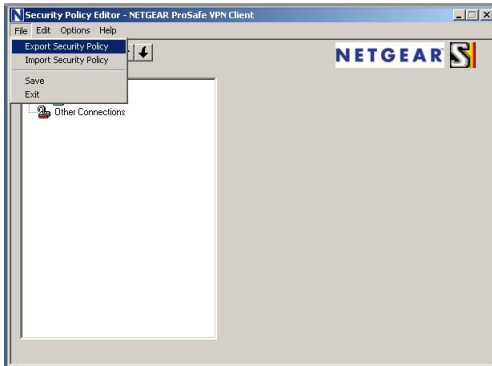 Security Policy Editor - NETGEAR ProSafe VPN Client
File Edit Options Help
Export Security Policy
Import Security Policy
Save
Exit
NETGEAR
Other Connections